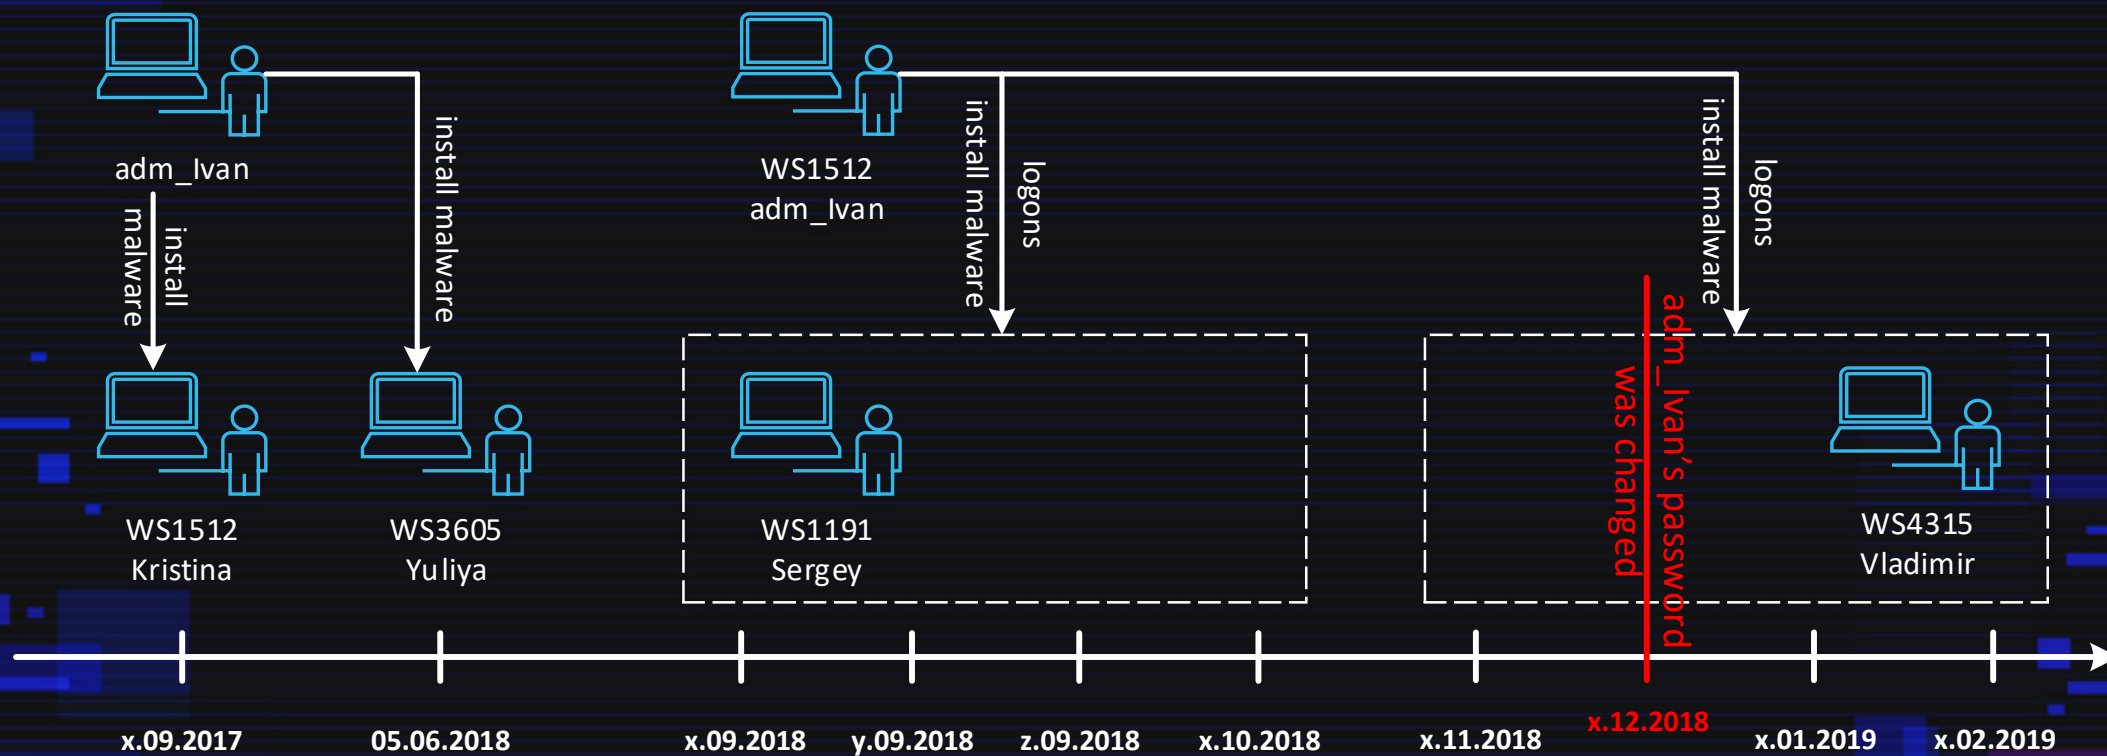 adm_Ivan
install
malware
install malware
WS1512
adm_Ivan
install malware
logons
install malware
logons
WS1512
Kristina
WS3605
Yuliya
WS1191
Sergey
adm_Ivan’s password
was changed
WS4315
Vladimir
x.09.2017
05.06.2018
x.09.2018
y.09.2018
z.09.2018
x.10.2018
x.11.2018
x.12.2018
x.01.2019
x.02.2019